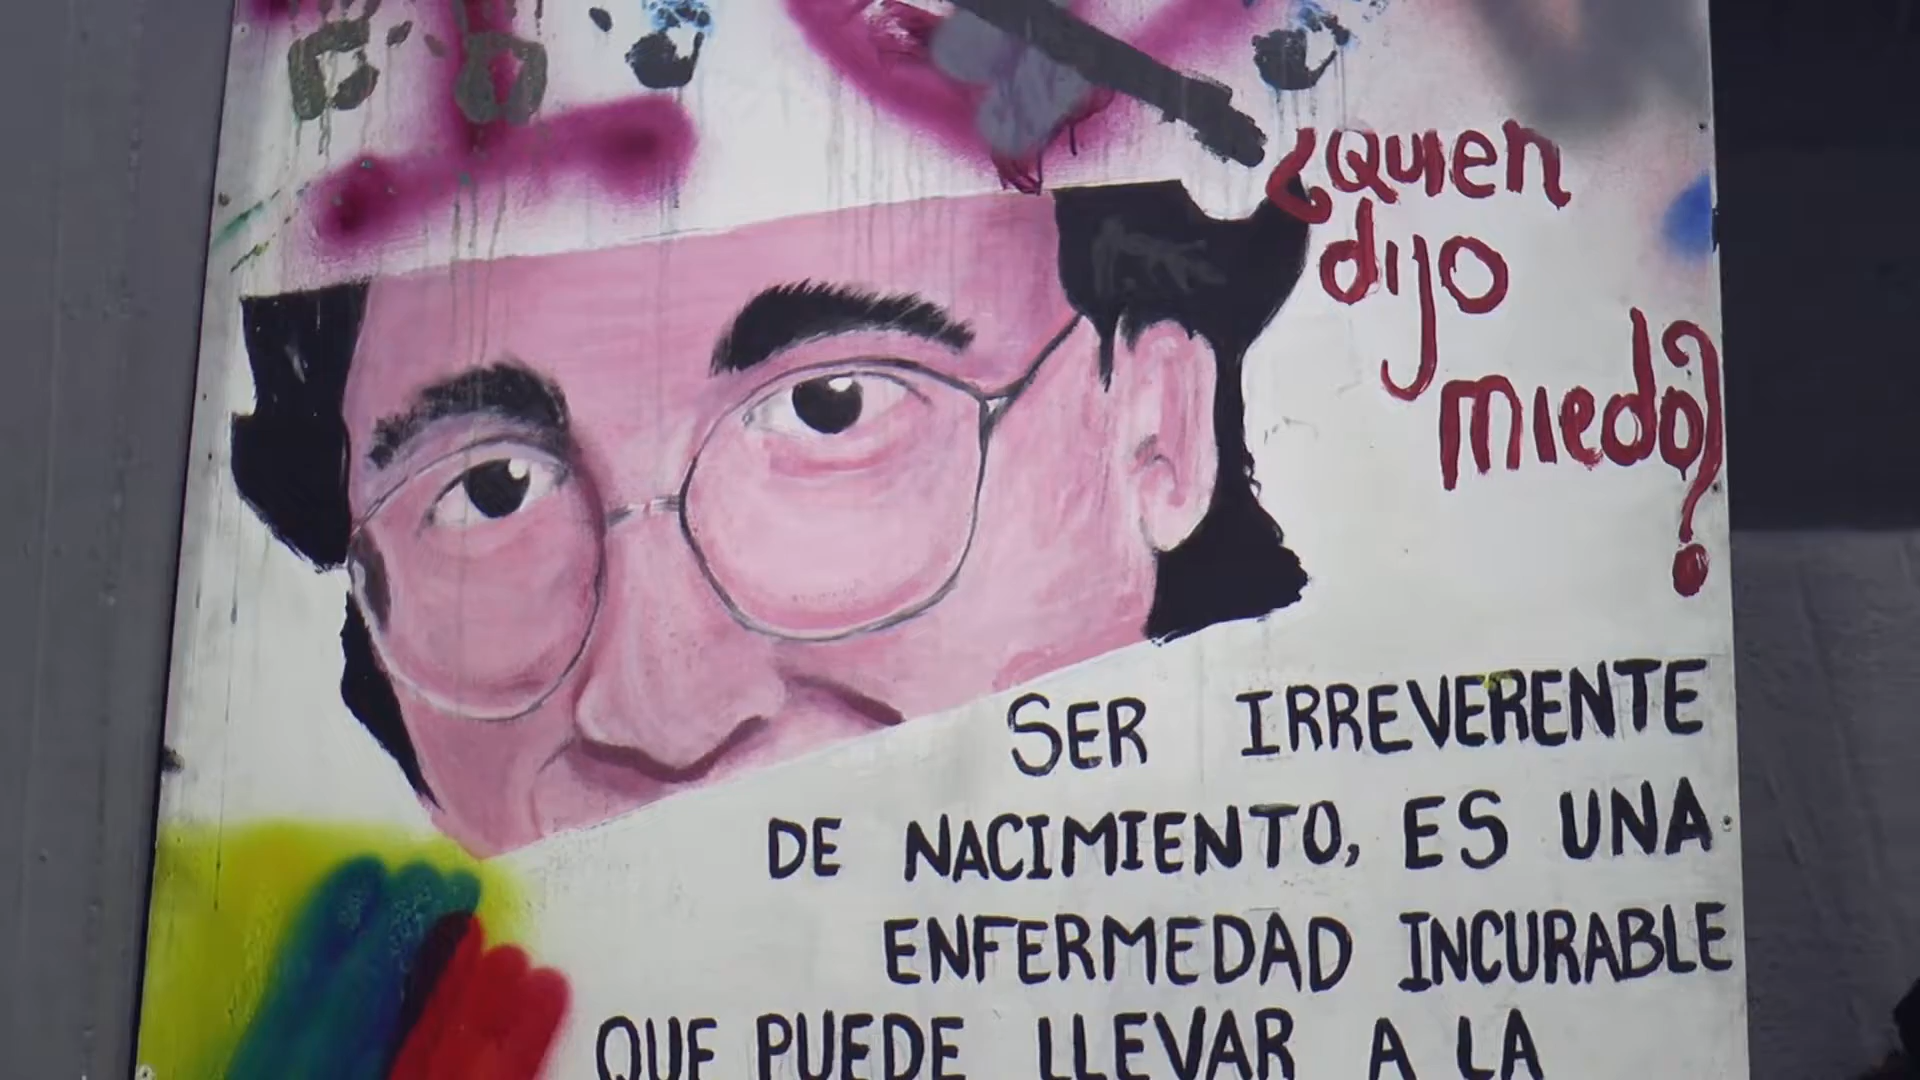 ¿Quien
dijo
miedo?
SER IRREVERENTE
DE NACIMIENTO, ES UNA
ENFERMEDAD INCURABLE
QUE PUEDE LLEVAR A LA